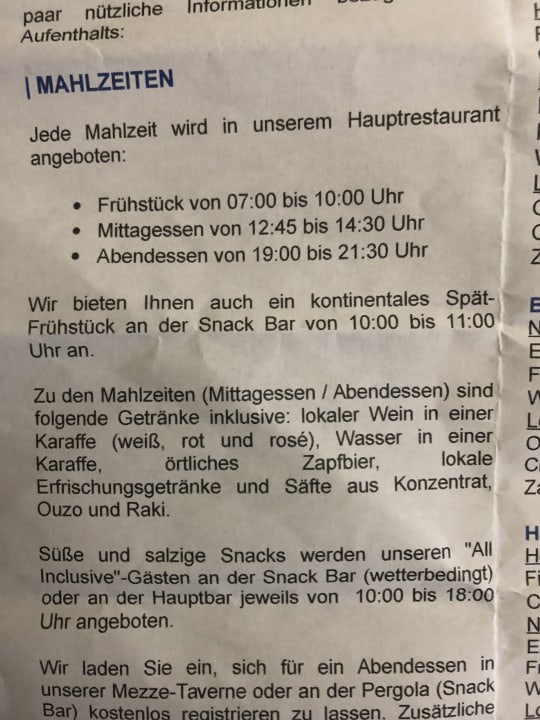 paar nützliche Informationen
Aufenthalts:
| MAHLZEITEN
Jede Mahlzeit wird in unserem Hauptrestaurant
angeboten:
• Frühstück von 07:00 bis 10:00 Uhr
• Mittagessen von 12:45 bis 14:30 Uhr
• Abendessen von 19:00 bis 21:30 Uhr
Wir bieten Ihnen auch ein kontinentales Spät-
Frühstück an der Snack Bar von 10:00 bis 11:00
Uhr an.
Zu den Mahlzeiten (Mittagessen / Abendessen) sind
folgende Getränke inklusive: lokaler Wein in einer
Karaffe (weiß, rot und rosé), Wasser in einer
Karaffe, örtliches Zapfbier, lokale
Erfrischungsgetränke und Säfte aus Konzentrat,
Ouzo und Raki.
Süße und salzige Snacks werden unseren "All
Inclusive"-Gästen an der Snack Bar (wetterbedingt)
oder an der Hauptbar jeweils von 10:00 bis 18:00
Uhr angeboten.
Wir laden Sie ein, sich für ein Abendessen in
unserer Mezze-Taverne oder an der Pergola (Snack
Bar) kostenlos registrieren zu lassen. Zusätzliche